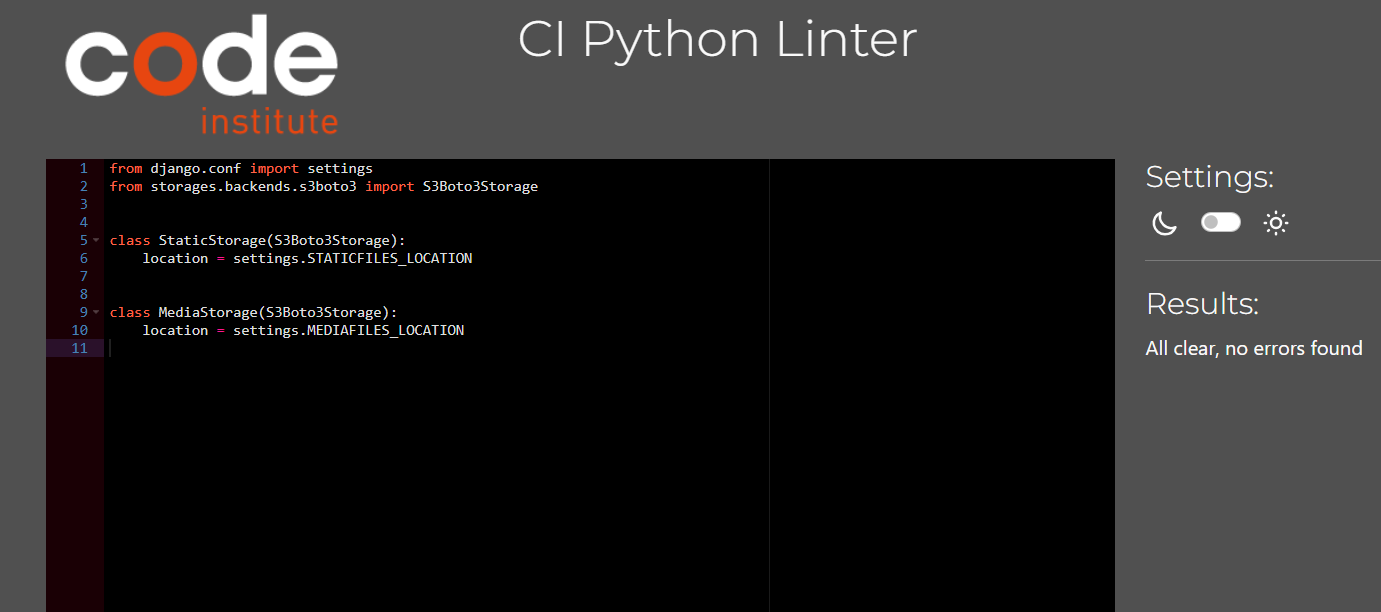 code
institute
CI Python Linter
1 from django.conf import settings
2 from storages.backends.s3boto3 import S3Boto3Storage
3
4
5 class StaticStorage(S3Boto3Storage):
6     location = settings.STATICFILES_LOCATION
7
8
9 class MediaStorage(S3Boto3Storage):
10     location = settings.MEDIAFILES_LOCATION
11
Settings:
Results:
All clear, no errors found